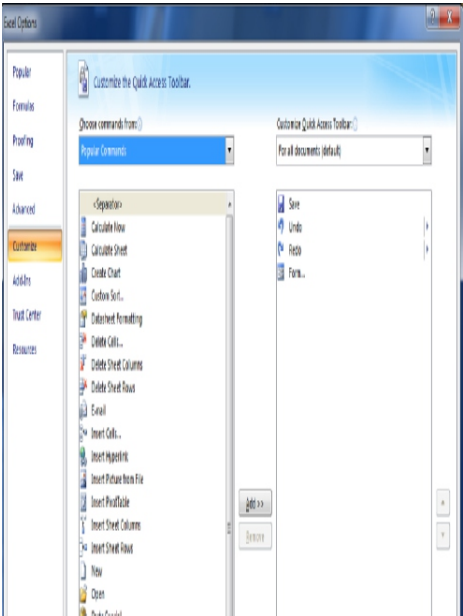 Excel Options
Popular
Formulas
Proofing
Save
Advanced
Customize
Add-Ins
Trust Center
Resources
Customize the Quick Access Toolbar.
Choose commands from:
Popular Commands
<Separator>
Calculate Now
Calculate Sheet
Create Chart
Custom Sort...
Datasheet Formatting
Delete Cells...
Delete Sheet Columns
Delete Sheet Rows
E-mail
Insert Cells...
Insert Hyperlink
Insert Picture from File
Insert PivotTable
Insert Sheet Columns
Insert Sheet Rows
New
Open
Paste Special
Add >>
Remove
Customize Quick Access Toolbar:
For all documents (default)
Save
Undo
Redo
Form...